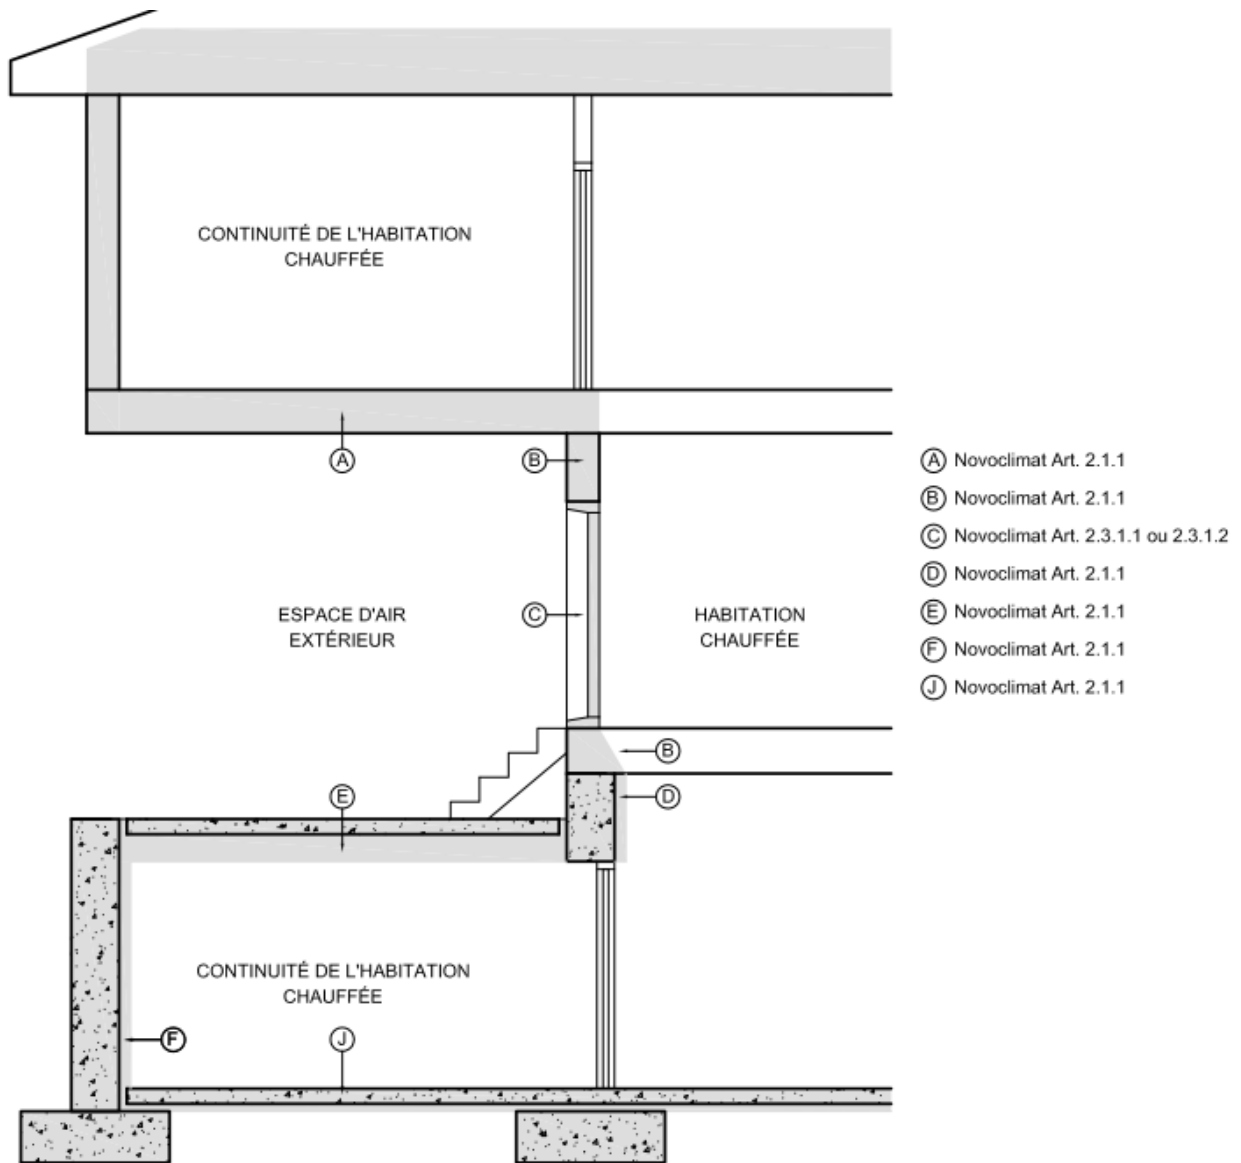 CONTINUITÉ DE L'HABITATION
CHAUFFÉE
A
B
ESPACE D'AIR
EXTÉRIEUR
C
HABITATION
CHAUFFÉE
B
E
D
CONTINUITÉ DE L'HABITATION
CHAUFFÉE
F
J
A Novoclimat Art. 2.1.1
B Novoclimat Art. 2.1.1
C Novoclimat Art. 2.3.1.1 ou 2.3.1.2
D Novoclimat Art. 2.1.1
E Novoclimat Art. 2.1.1
F Novoclimat Art. 2.1.1
J Novoclimat Art. 2.1.1